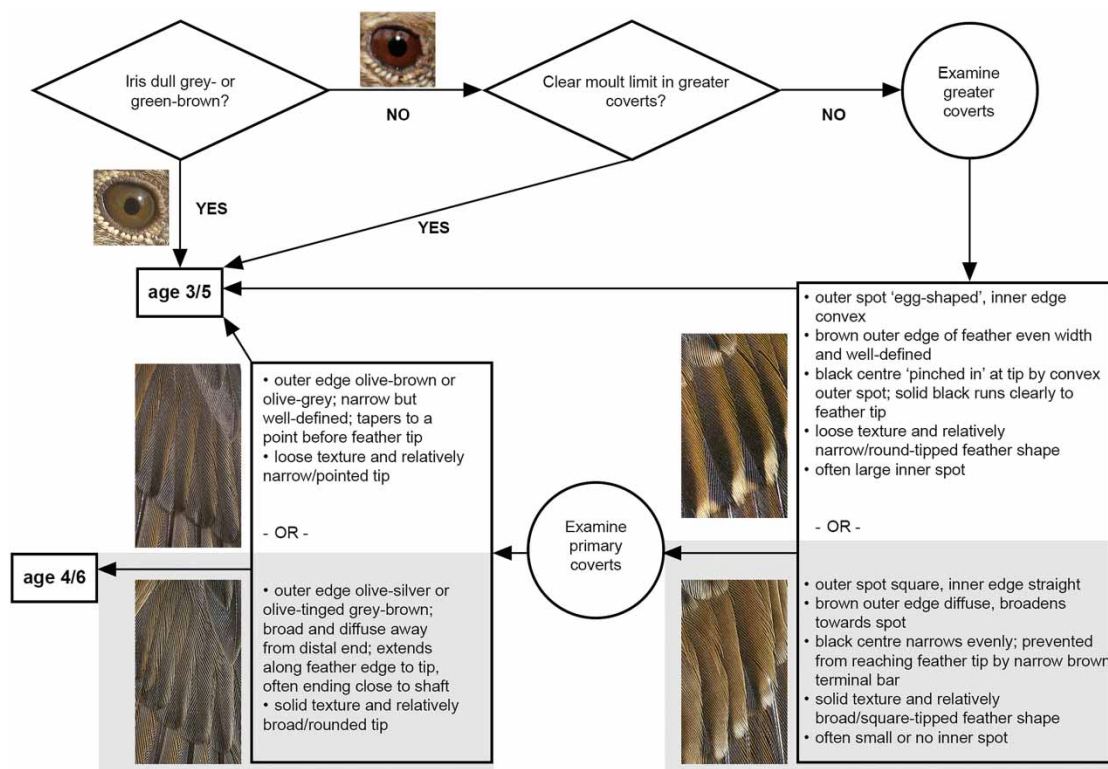 Iris dull grey- or
green-brown?
NO
Clear moult limit in greater
coverts?
NO
Examine
greater
coverts
YES
YES
age 3/5
• outer spot ‘egg-shaped’, inner edge
convex
• brown outer edge of feather even width
and well-defined
• black centre ‘pinched in’ at tip by convex
outer spot; solid black runs clearly to
feather tip
• loose texture and relatively
narrow/round-tipped feather shape
• often large inner spot
- OR -
• outer spot square, inner edge straight
• brown outer edge diffuse, broadens
towards spot
• black centre narrows evenly; prevented
from reaching feather tip by narrow brown
terminal bar
• solid texture and relatively
broad/square-tipped feather shape
• often small or no inner spot
Examine
primary
coverts
• outer edge olive-brown or
olive-grey; narrow but
well-defined; tapers to a
point before feather tip
• loose texture and relatively
narrow/pointed tip
- OR -
• outer edge olive-silver or
olive-tinged grey-brown;
broad and diffuse away
from distal end; extends
along feather edge to tip,
often ending close to shaft
• solid texture and relatively
broad/rounded tip
age 4/6